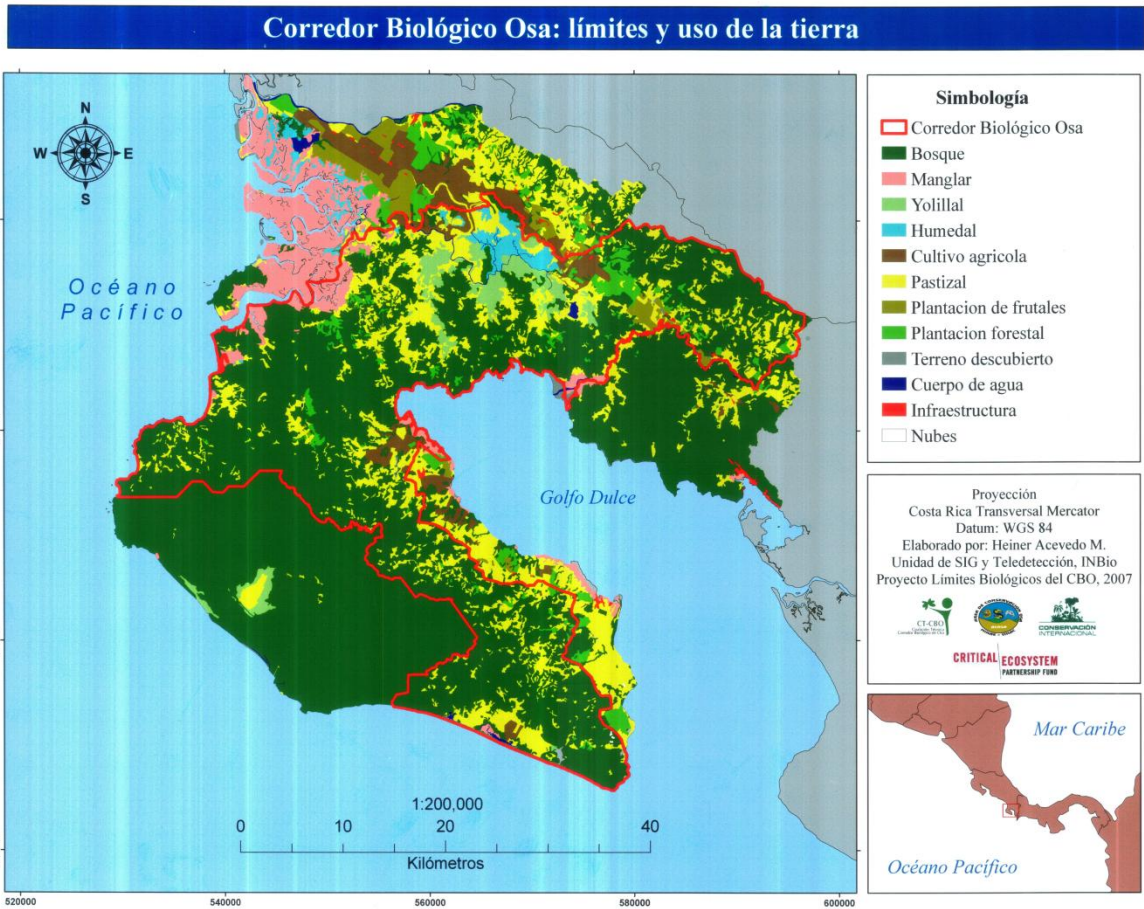 Corredor Biológico Osa: límites y uso de la tierra
N
W
E
S
Océano
Pacífico
Golfo Dulce
1:200,000
0
10
20
40
Kilómetros
520000
540000
560000
580000
600000
Simbología
Corredor Biológico Osa
Bosque
Manglar
Yolillal
Humedal
Cultivo agricola
Pastizal
Plantacion de frutales
Plantacion forestal
Terreno descubierto
Cuerpo de agua
Infraestructura
Nubes
Proyección
Costa Rica Transversal Mercator
Datum: WGS 84
Elaborado por: Heiner Acevedo M.
Unidad de SIG y Teledetección, INBio
Proyecto Límites Biológicos del CBO, 2007
CT-CBO
CONSERVACIÓN
INTERNACIONAL
CRITICAL ECOSYSTEM
PARTNERSHIP FUND
Mar Caribe
Océano Pacífico